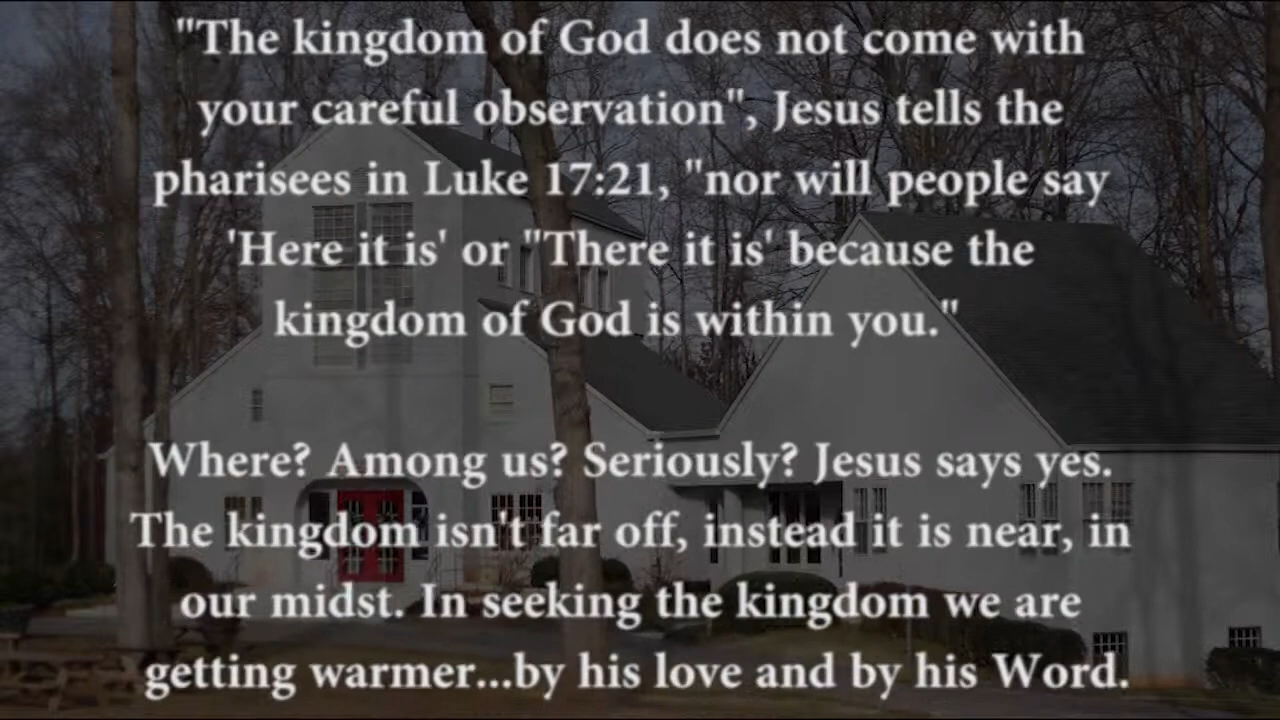 "The kingdom of God does not come with
your careful observation", Jesus tells the
pharisees in Luke 17:21, "nor will people say
'Here it is' or "There it is' because the
kingdom of God is within you."
Where? Among us? Seriously? Jesus says yes.
The kingdom isn't far off, instead it is near, in
our midst. In seeking the kingdom we are
getting warmer...by his love and by his Word.